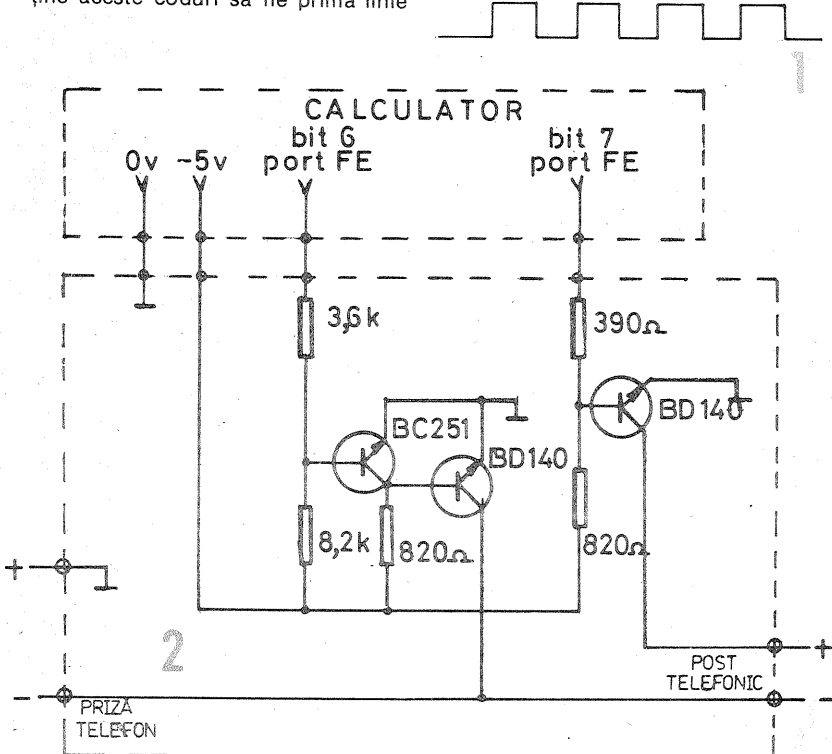 ține aceste coduri să fie prima linie
1
CALCULATOR
0v -5v bit 6 port FE
bit 7 port FE
3,6k
390Ω
BC251
BD140
BD140
8,2k
820Ω
820Ω
+
2
POST
TELEFONIC
+
-
PRIZĂ
TELEFON
-